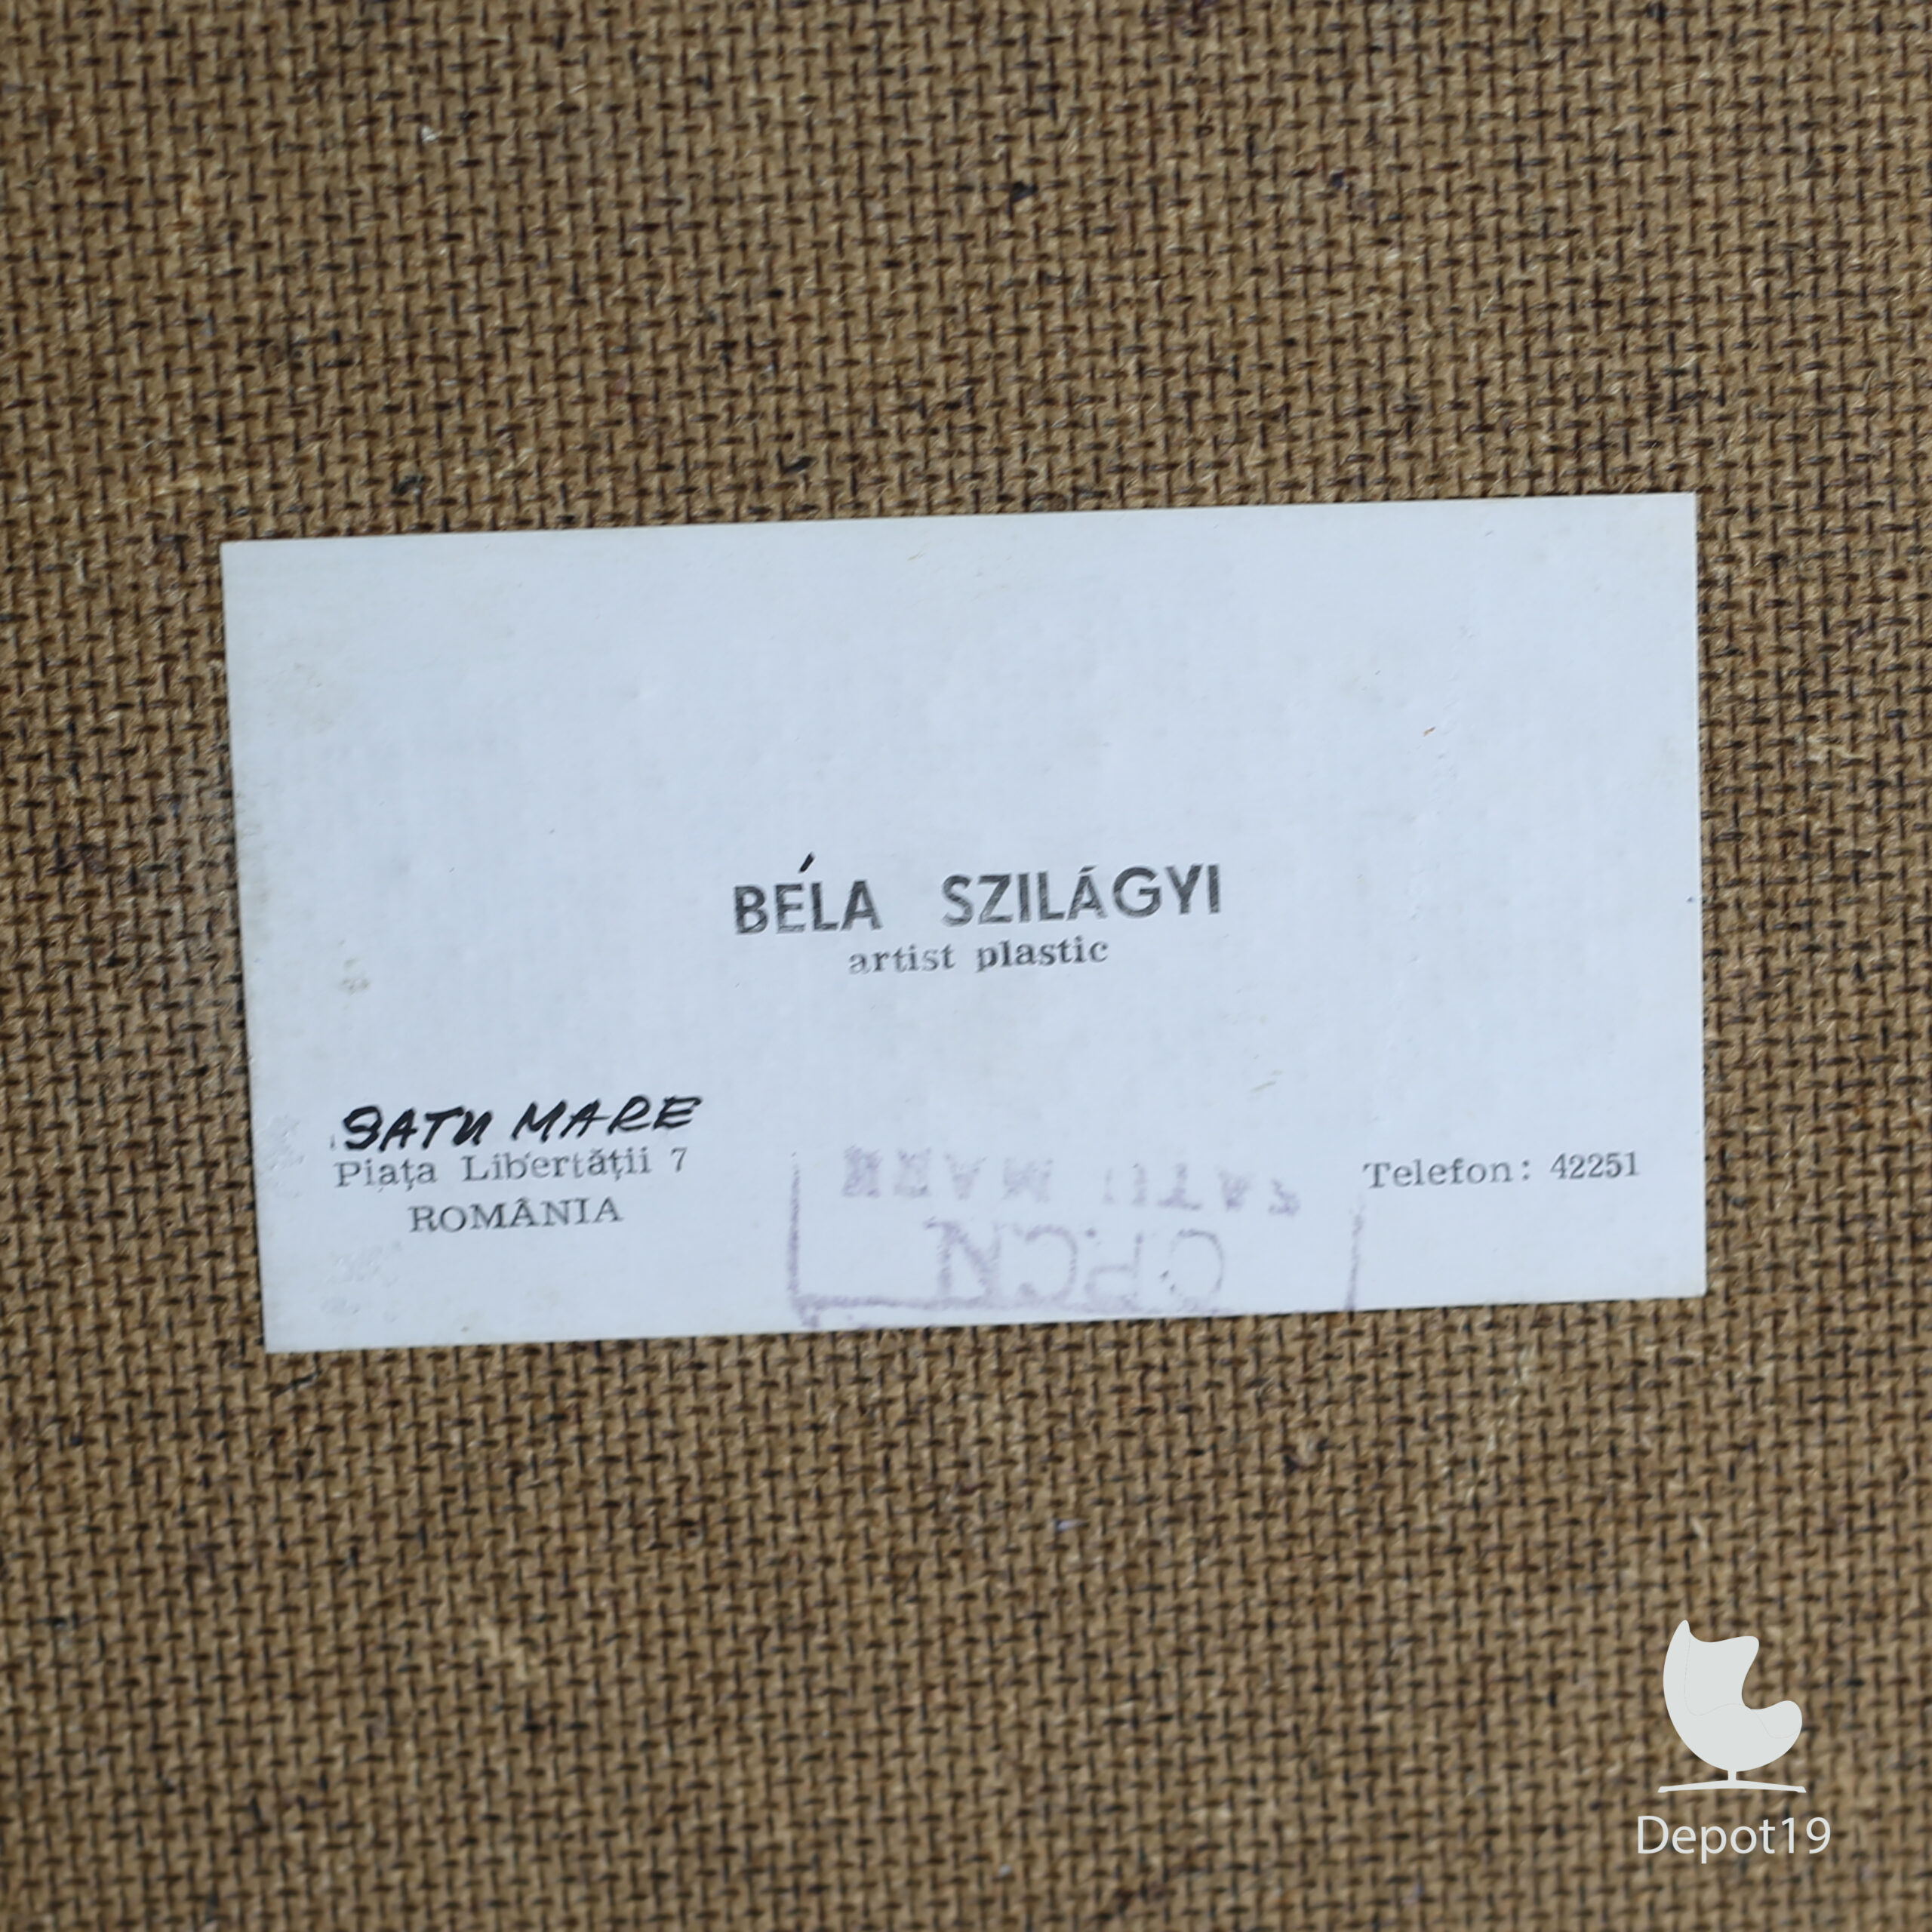 BÉLA SZILÁGYI
artist plastic
SATU MARE
Piața Libertății 7
ROMÂNIA
Telefon: 42251
SATU MARE
Depot19